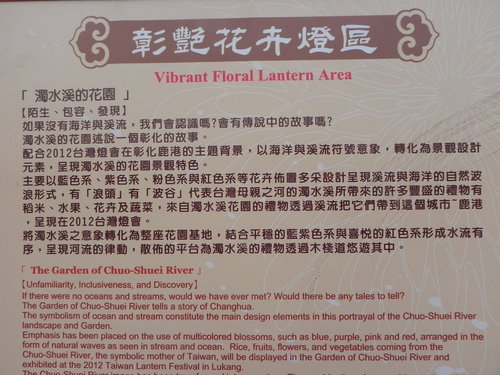 彰豔花卉燈區
Vibrant Floral Lantern Area
「 濁水溪的花園 」
【陌生、包容、發現】
如果沒有海洋與溪流，我們會認識嗎?會有傳說中的故事嗎?
濁水溪的花園述說一個彰化的故事。
配合2012台灣燈會在彰化鹿港的主題背景，以海洋與溪流符號意象，轉化為景觀設計
元素，呈現濁水溪的花園景觀特色。
主要以藍色系、紫色系、粉色系與紅色系等花卉佈置多采設計呈現溪流與海洋的自然波
浪形式，有「波頭」有「波谷」代表台灣母親之河的濁水溪所帶來的許多豐盛的禮物有
稻米、水果、花卉及蔬菜，來自濁水溪花園的禮物透過溪流把它們帶到這個城市~鹿港
，呈現在2012台灣燈會。
將濁水溪之意象轉化為整座花園基地，結合平穩的藍紫色系與喜悅的紅色系形成水流有
序，呈現河流的律動，散佈的平台為濁水溪的禮物透過木棧道悠遊其中。
「 The Garden of Chuo-Shuei River 」
【Unfamiliarity, Inclusiveness, and Discovery】
If there were no oceans and streams, would we have ever met? Would there be any tales to tell?
The Garden of Chuo-Shuei River tells a story of Changhua.
The symbolism of ocean and stream constitute the main design elements in this portrayal of the Chuo-Shuei River
landscape and Garden.
Emphasis has been placed on the use of multicolored blossoms, such as blue, purple, pink and red, arranged in the
form of natural waves as seen in stream and ocean. Rice, fruits, flowers, and vegetables coming from the
Chuo-Shuei River, the symbolic mother of Taiwan, will be displayed in the Garden of Chuo-Shuei River and
exhibited at the 2012 Taiwan Lantern Festival in Lukang.